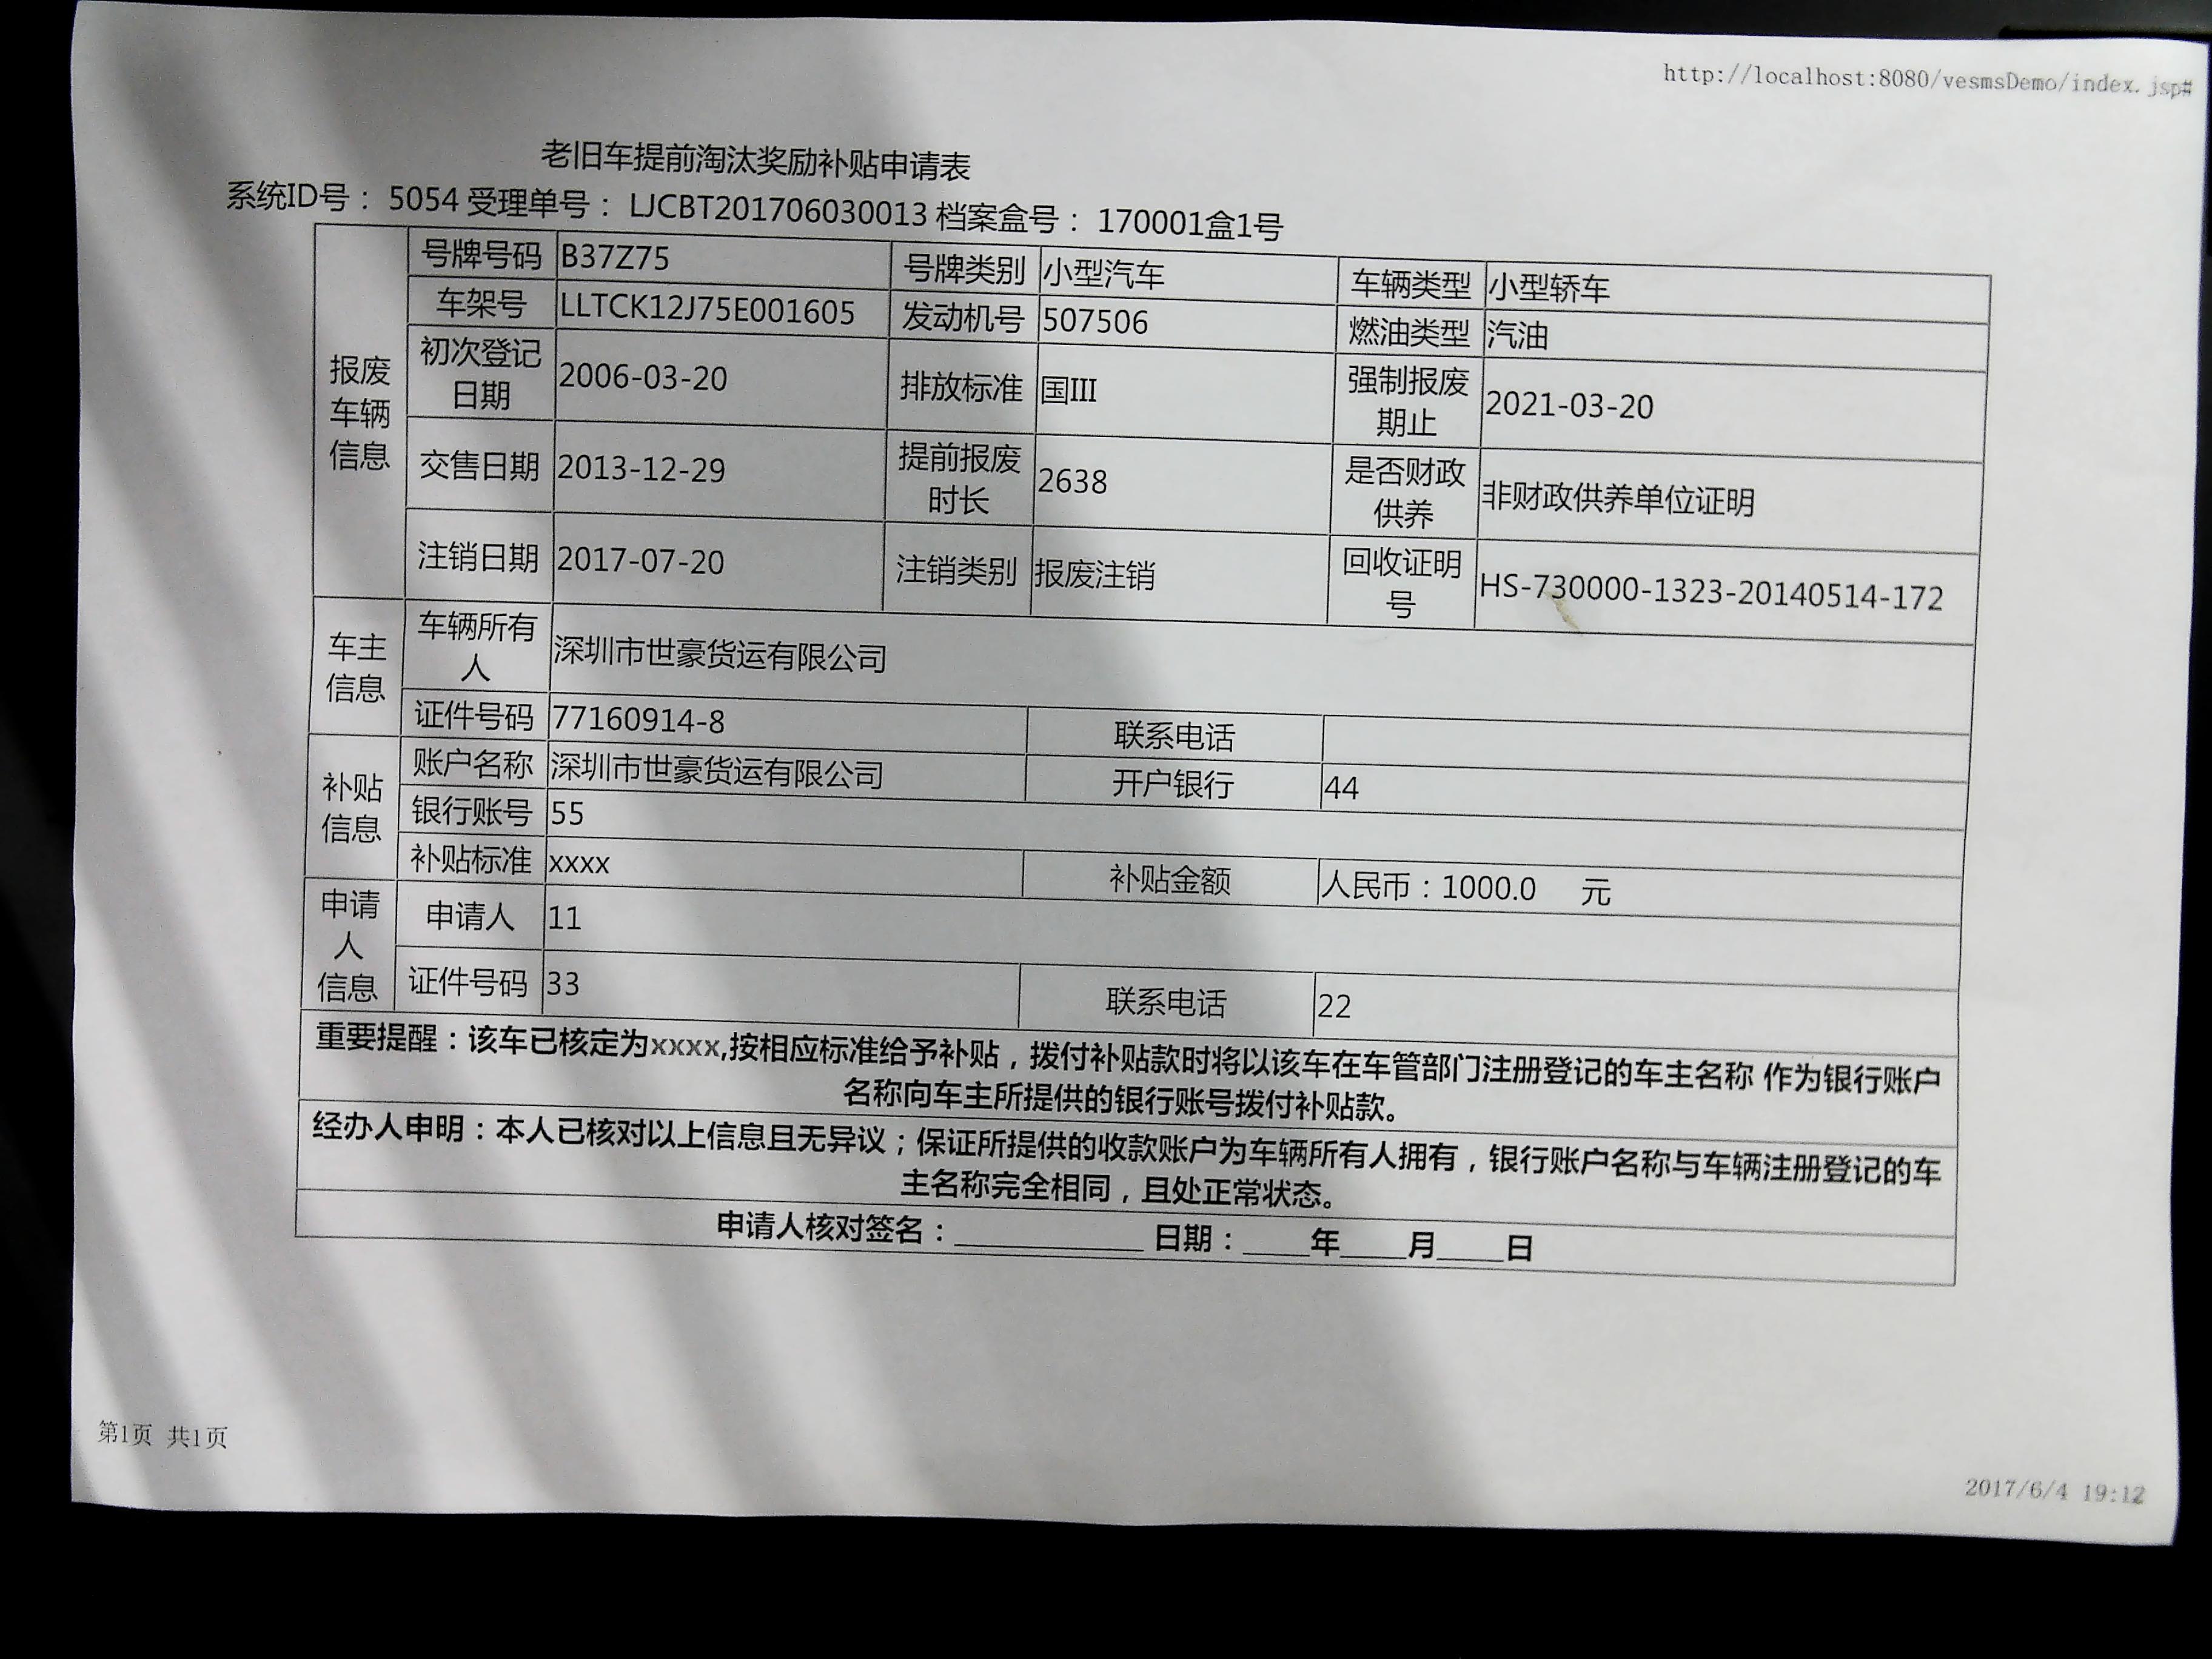 http://localhost:8080/vesmsDemo/index.jsp#
老旧车提前淘汰奖励补贴申请表
系统ID号： 5054 受理单号： LJCBT201706030013 档案盒号： 170001盒1号
报废车辆信息
号牌号码 B37Z75 号牌类别 小型汽车 车辆类型 小型轿车
车架号 LLTCK12J75E001605 发动机号 507506 燃油类型 汽油
初次登记日期 2006-03-20 排放标准 国III 强制报废期止 2021-03-20
交售日期 2013-12-29 提前报废时长 2638 是否财政供养 非财政供养单位证明
注销日期 2017-07-20 注销类别 报废注销 回收证明号 HS-730000-1323-20140514-172
车主信息
车辆所有人 深圳市世豪货运有限公司
证件号码 77160914-8 联系电话
补贴信息
账户名称 深圳市世豪货运有限公司 开户银行 44
银行账号 55
补贴标准 xxxx 补贴金额 人民币：1000.0 元
申请人信息
申请人 11
证件号码 33 联系电话 22
重要提醒：该车已核定为xxxx,按相应标准给予补贴，拨付补贴款时将以该车在车管部门注册登记的车主名称 作为银行账户
名称向车主所提供的银行账号拨付补贴款。
经办人申明：本人已核对以上信息且无异议；保证所提供的收款账户为车辆所有人拥有，银行账户名称与车辆注册登记的车
主名称完全相同，且处正常状态。
申请人核对签名：____________ 日期：____年____月____日
第1页 共1页
2017/6/4 19:12